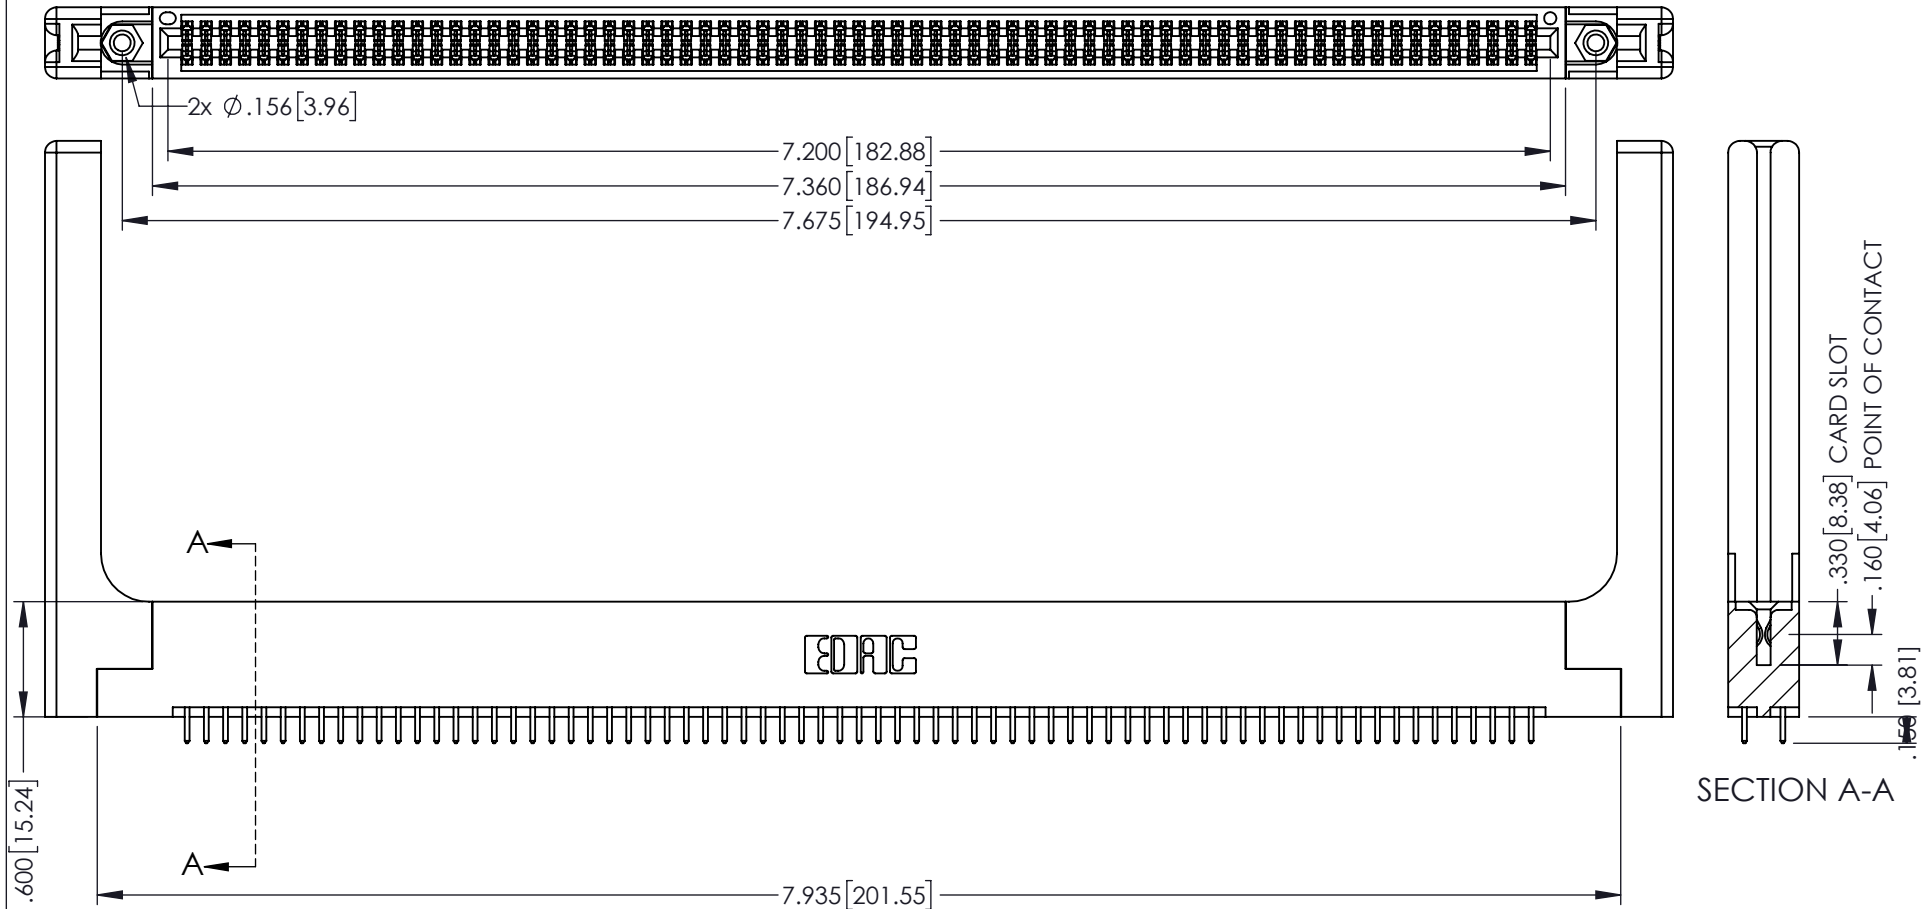 2x Ø.156[3.96]
7.200[182.88]
7.360[186.94]
7.675[194.95]
.330[8.38] CARD SLOT
.160[4.06] POINT OF CONTACT
A
EDAC
.150 [3.81]
SECTION A-A
.600[15.24]
A
7.935[201.55]